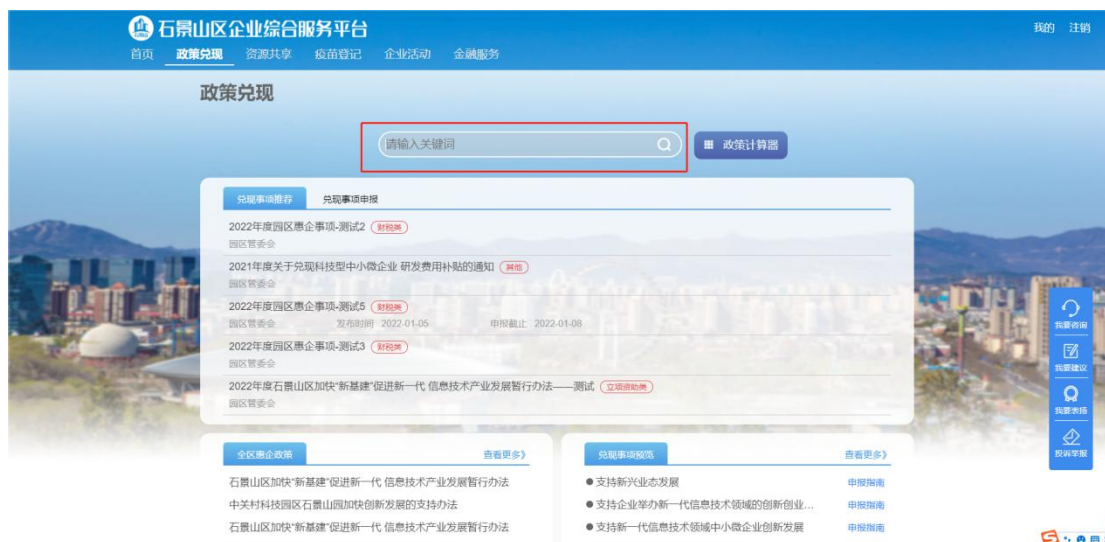 石景山区企业综合服务平台
我的 注销
首页 政策兑现 资源共享 疫苗登记 企业活动 金融服务
政策兑现
请输入关键词
政策计算器
兑现事项推荐 兑现事项申报
2022年度园区惠企事项-测试2 财税类
园区管委会
2021年度关于兑现科技型中小微企业 研发费用补贴的通知 其他
园区管委会
2022年度园区惠企事项-测试5 财税类
园区管委会 发布时间 2022-01-05 申报截止 2022-01-08
2022年度园区惠企事项-测试3 财税类
园区管委会
2022年度石景山区加快“新基建”促进新一代 信息技术产业发展暂行办法——测试 立项资助类
园区管委会
我要咨询
我要建议
我要表扬
投诉举报
全区惠企政策 查看更多》
石景山区加快“新基建”促进新一代 信息技术产业发展暂行办法
中关村科技园区石景山园加快创新发展的支持办法
石景山区加快“新基建”促进新一代 信息技术产业发展暂行办法
兑现事项预览 查看更多》
●支持新兴业态发展 申报指南
●支持企业举办新一代信息技术领域的创新创业... 申报指南
●支持新一代信息技术领域中小微企业创新发展 申报指南